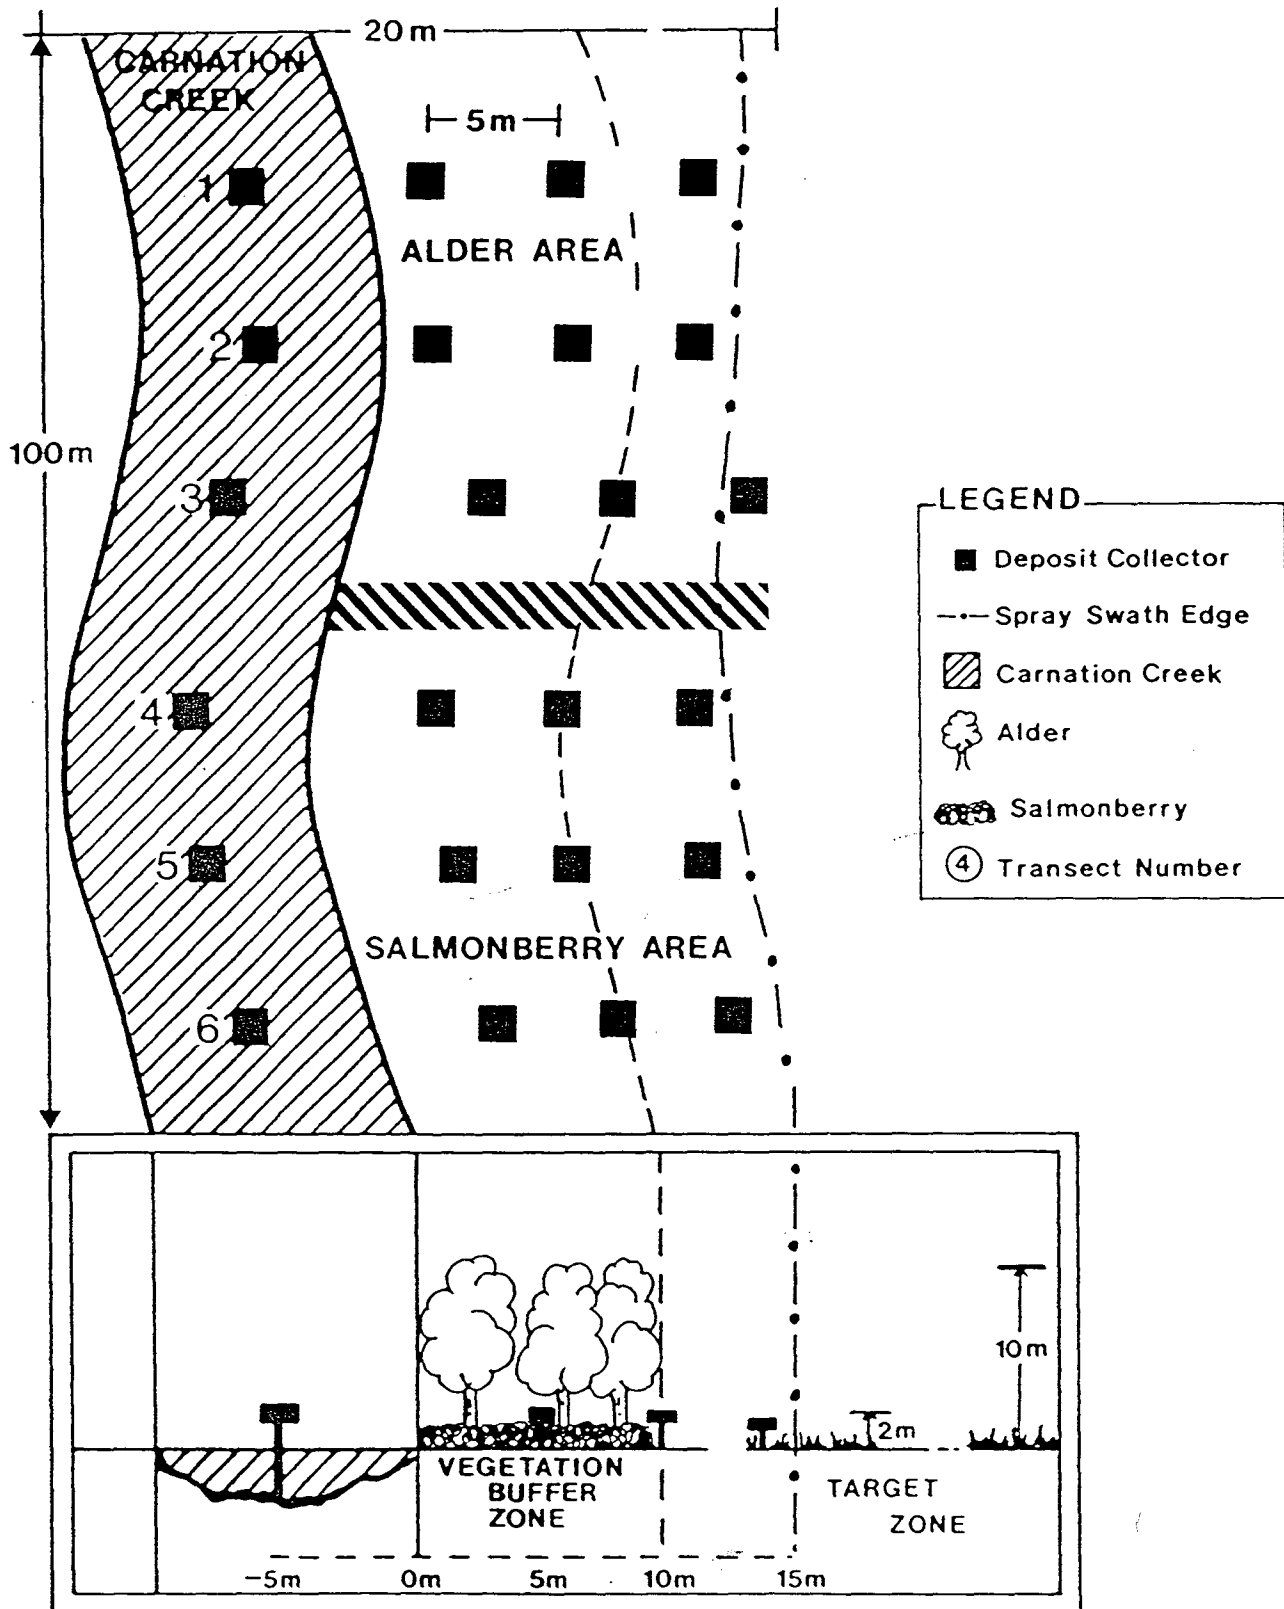 20m
CARNATION
CREEK
5m
1
ALDER AREA
2
100m
3
4
5
SALMONBERRY AREA
6
LEGEND
Deposit Collector
Spray Swath Edge
Carnation Creek
Alder
Salmonberry
4 Transect Number
10m
2m
VEGETATION
BUFFER
ZONE
TARGET
ZONE
-5m 0m 5m 10m 15m